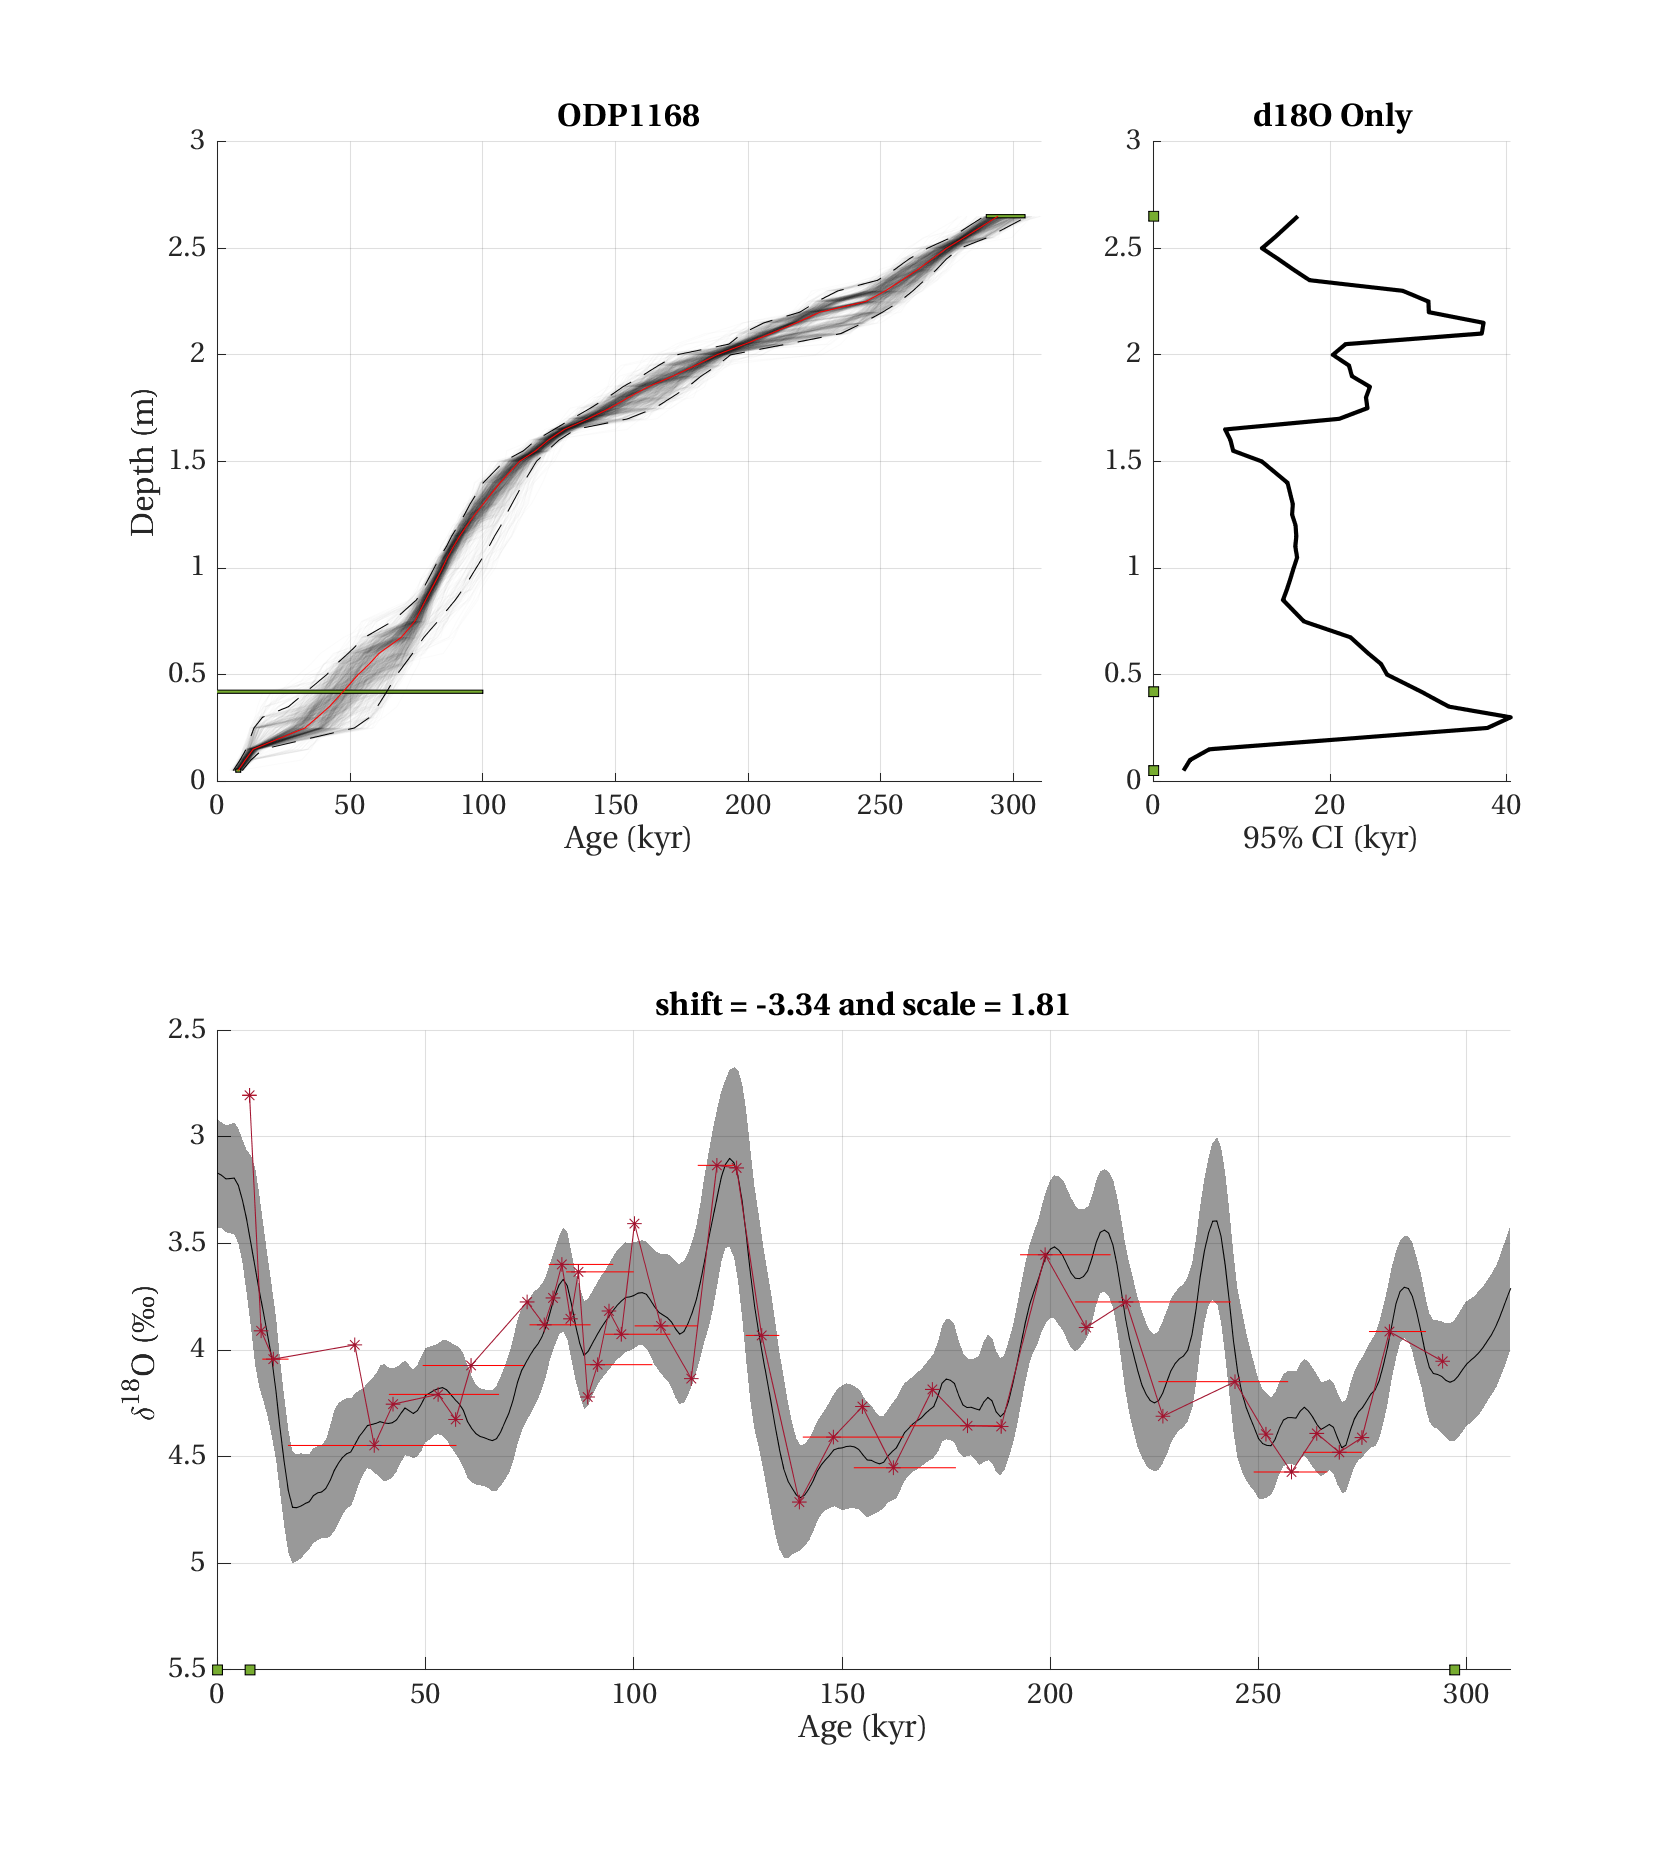 ODP1168
3
2.5
2
1.5
1
0.5
0
Depth (m)
0 50 100 150 200 250 300
Age (kyr)
d18O Only
3
2.5
2
1.5
1
0.5
0
0 20 40
95% CI (kyr)
shift = -3.34 and scale = 1.81
2.5
3
3.5
4
4.5
5
5.5
δ18O (‰)
0 50 100 150 200 250 300
Age (kyr)